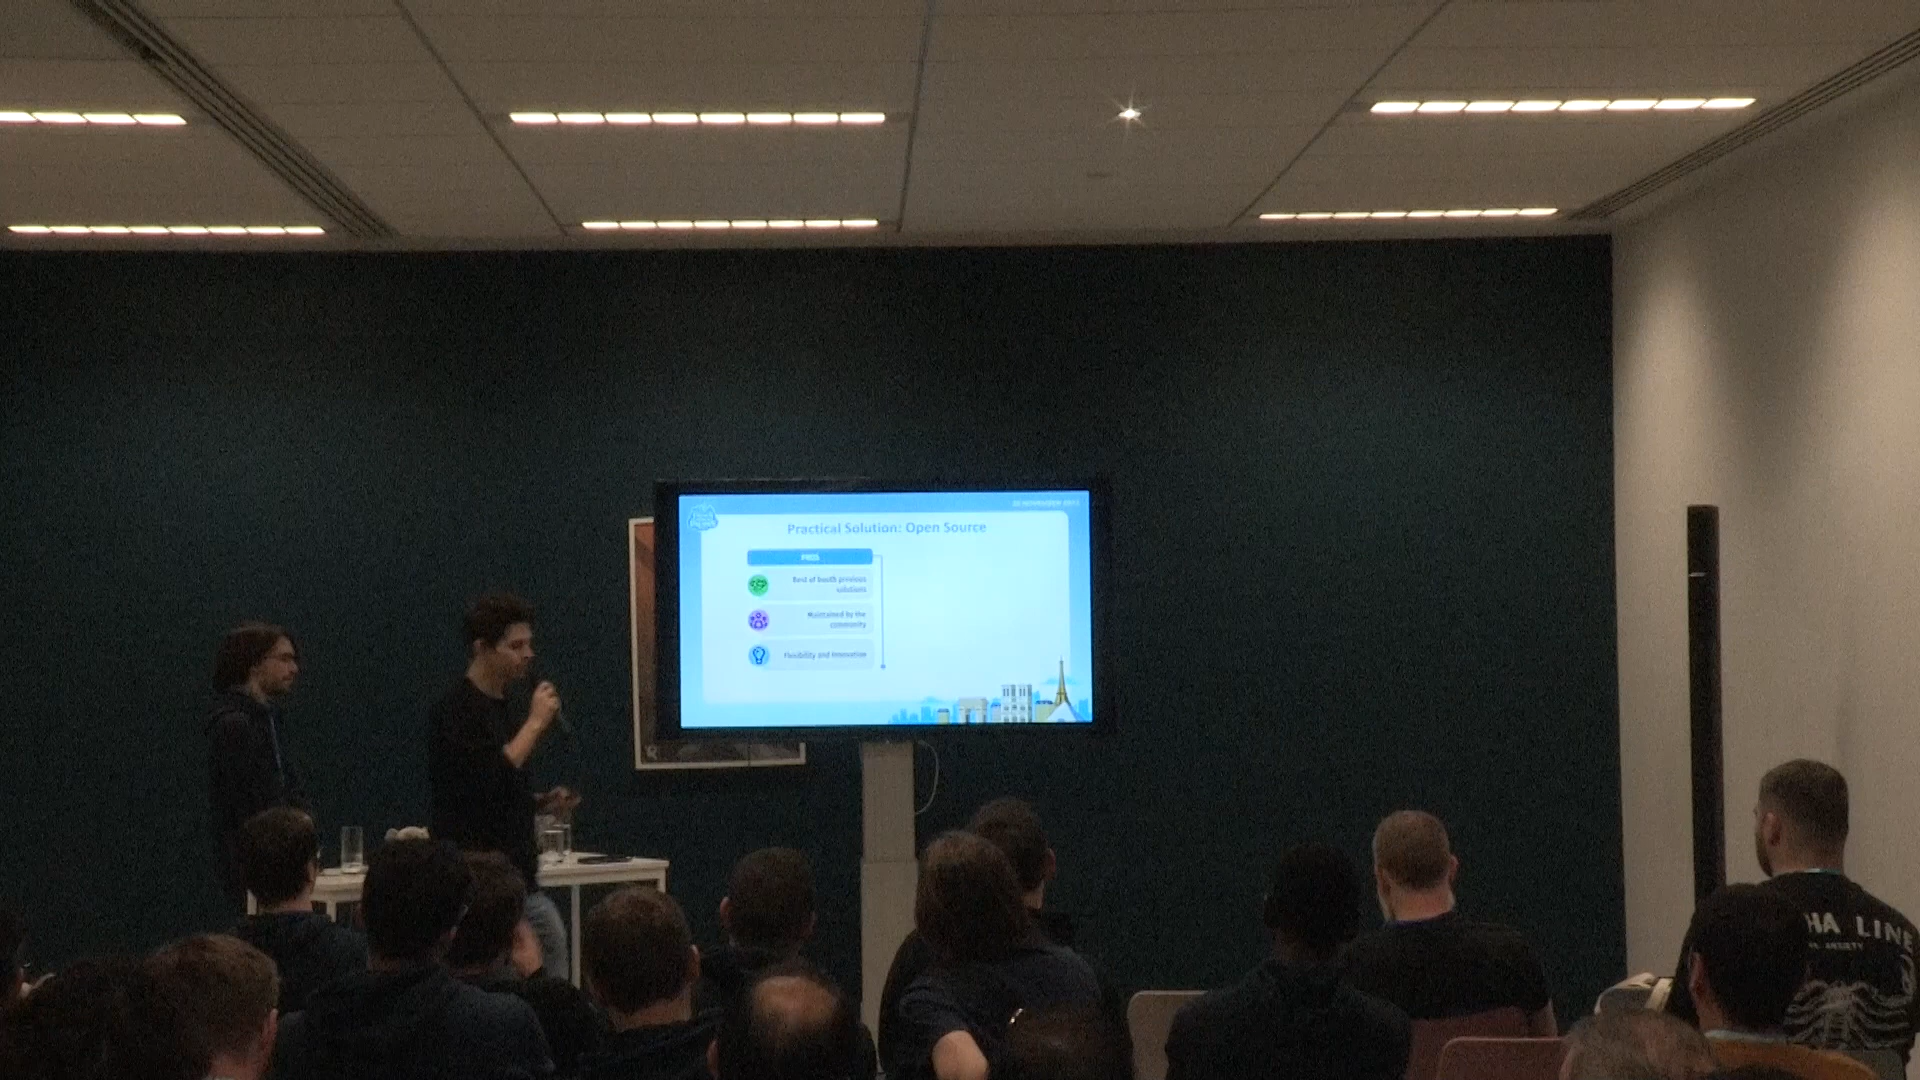 Practical Solution: Open Source
PROS
Best of both previous
solutions
Maintained by the
community
Flexibility and Innovation
HA LINE